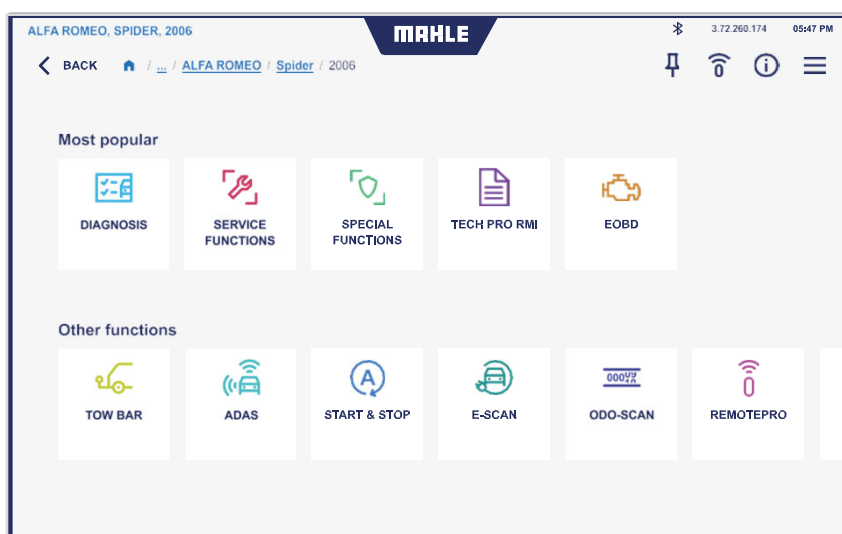 ALFA ROMEO, SPIDER, 2006
MAHLE
3.72.260.174
05:47 PM
BACK / ... / ALFA ROMEO / Spider / 2006
Most popular
DIAGNOSIS
SERVICE
FUNCTIONS
SPECIAL
FUNCTIONS
TECH PRO RMI
EOBD
Other functions
TOW BAR
ADAS
A
START & STOP
E-SCAN
ODO-SCAN
REMOTEPRO